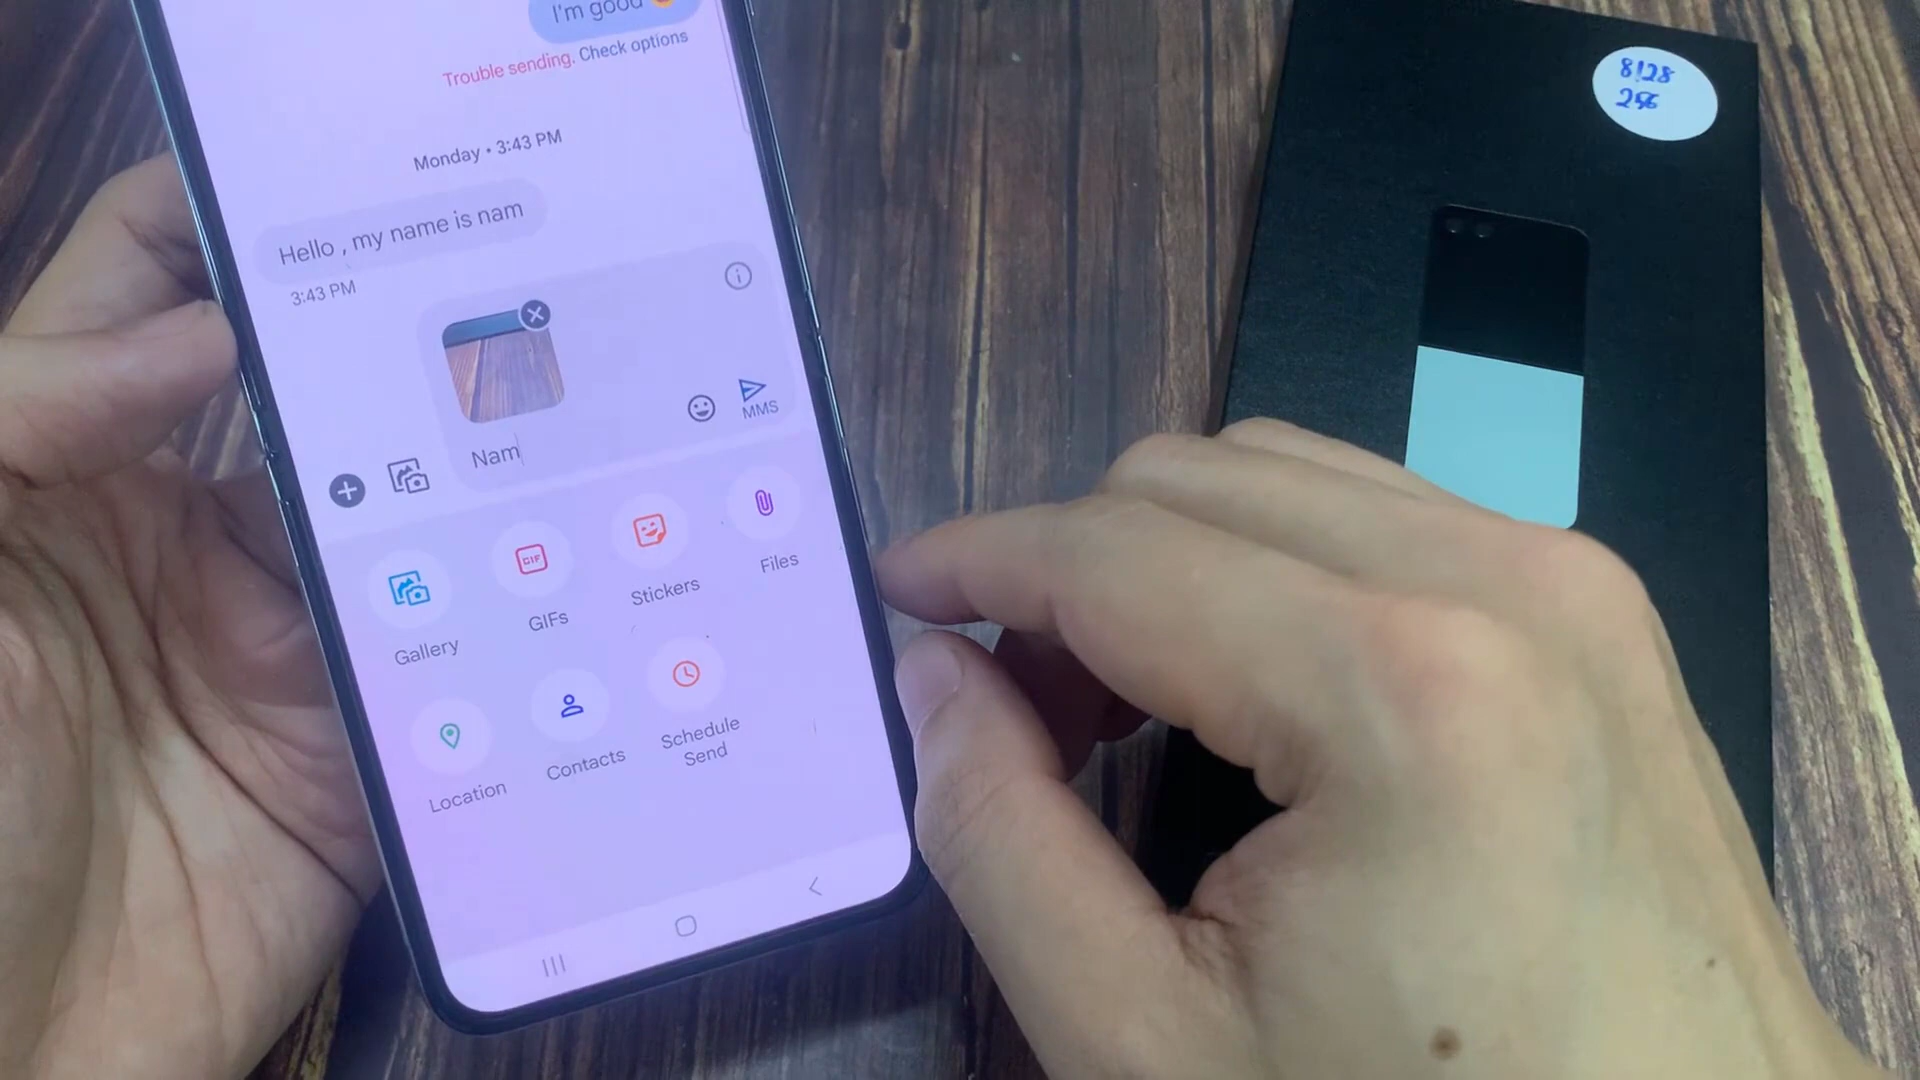 I'm good
Trouble sending. Check options
Monday • 3:43 PM
Hello , my name is nam
3:43 PM
MMS
Nam
GIF
Gallery
GIFs
Stickers
Files
Location
Contacts
Schedule
Send
8128
256